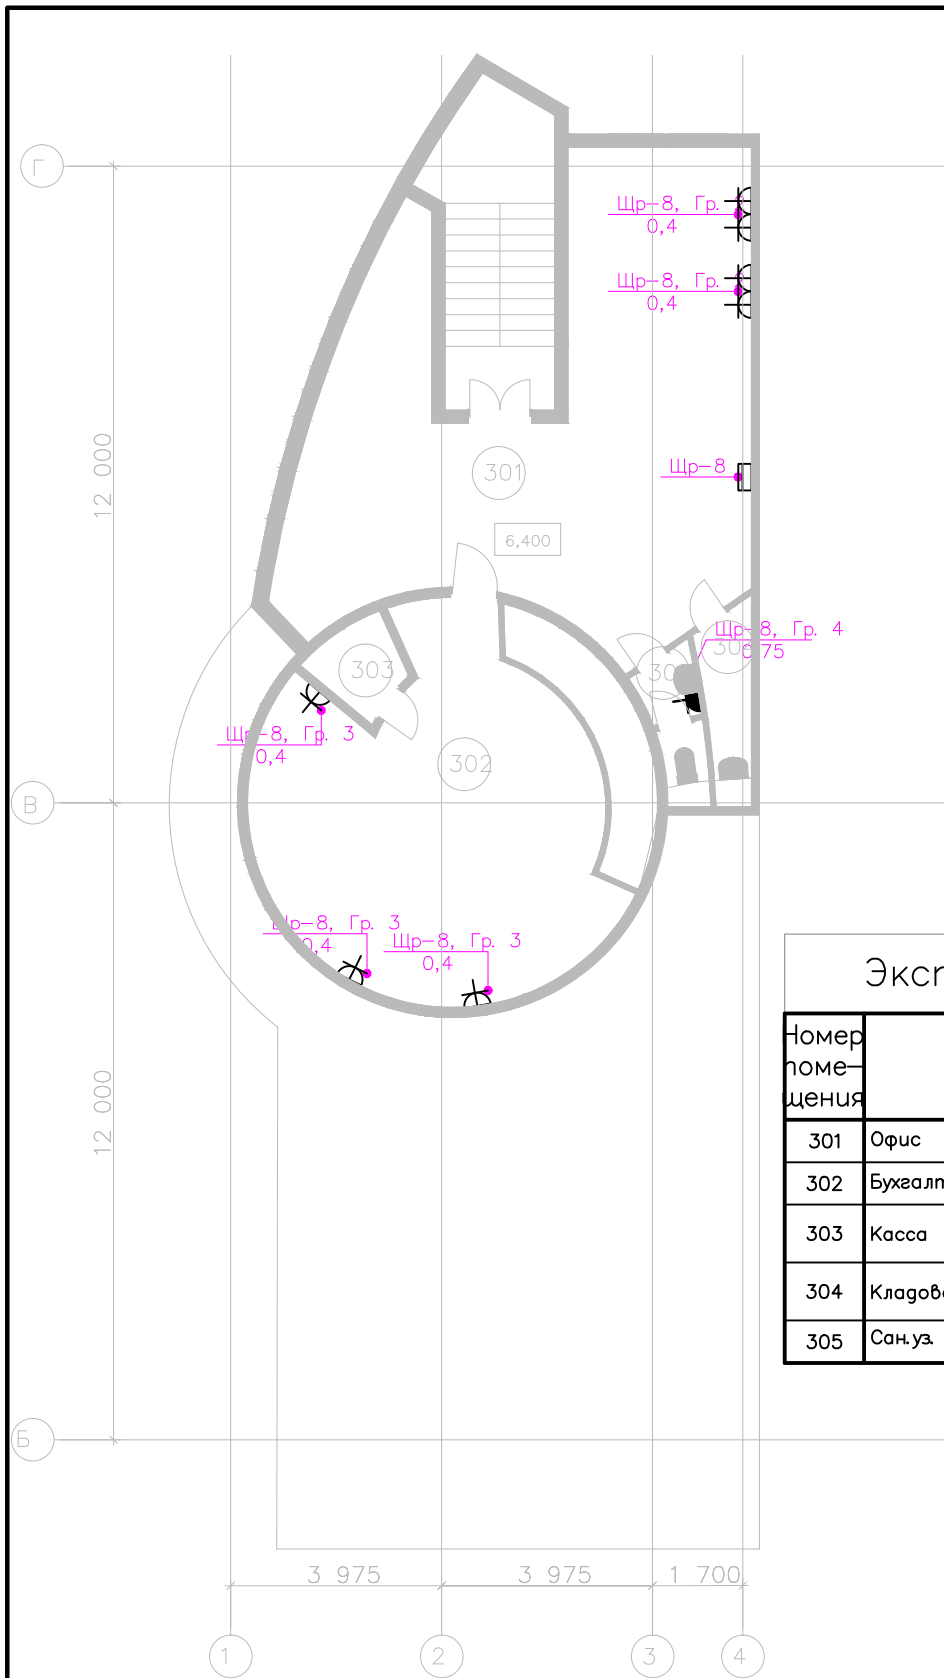 Г
Щр-8, Гр.
0,4
Щр-8, Гр.
0,4
12 000
301
Щр-8
6,400
Щр-8, Гр. 4
0,75
303
Щр-8, Гр. 3
0,4
302
В
Щр-8, Гр. 3
0,4
Щр-8, Гр. 3
0,4
12 000
Номер
поме-
щения
301 Офис
302
303 Касса
304
305 Сан.уз.
Б
3 975 3 975 1 700
1 2 3 4